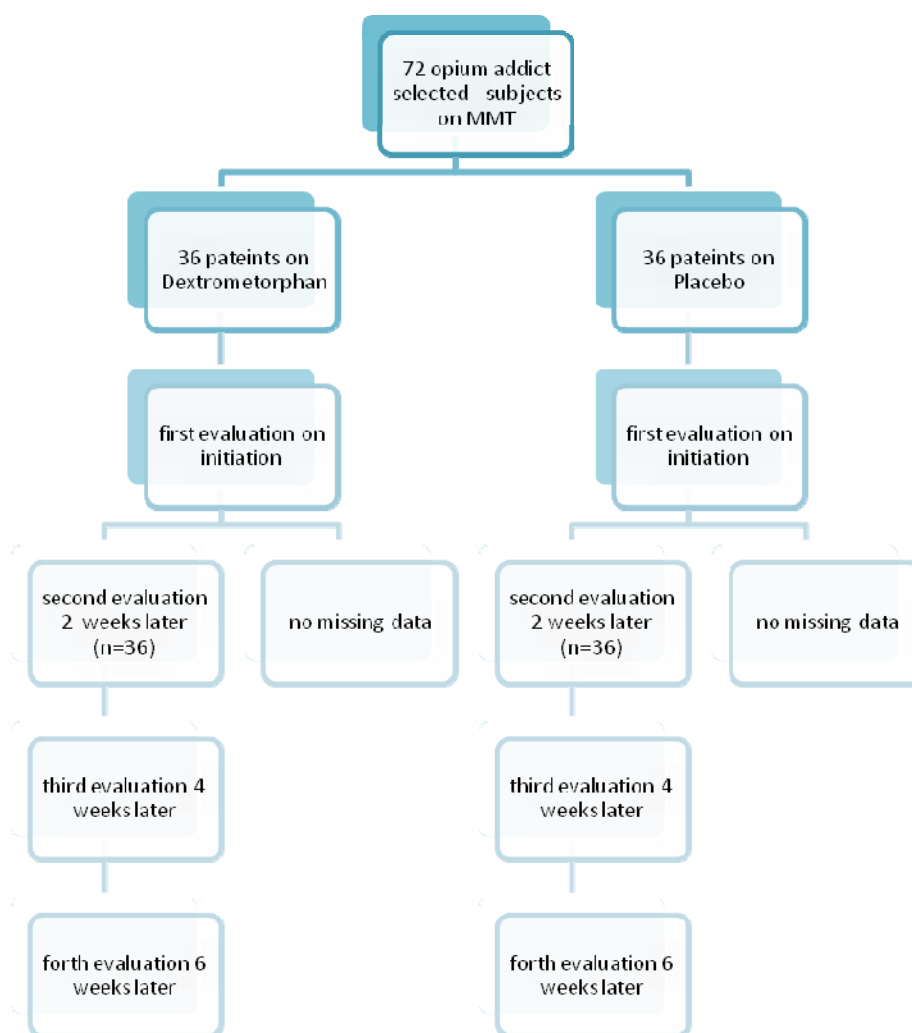 72 opium addict
selected subjects
on MMT
36 pateints on
Dextrometorphan
36 pateints on
Placebo
first evaluation on
initiation
first evaluation on
initiation
second evaluation
2 weeks later
(n=36)
no missing data
second evaluation
2 weeks later
(n=36)
no missing data
third evaluation 4
weeks later
third evaluation 4
weeks later
forth evaluation 6
weeks later
forth evaluation 6
weeks later